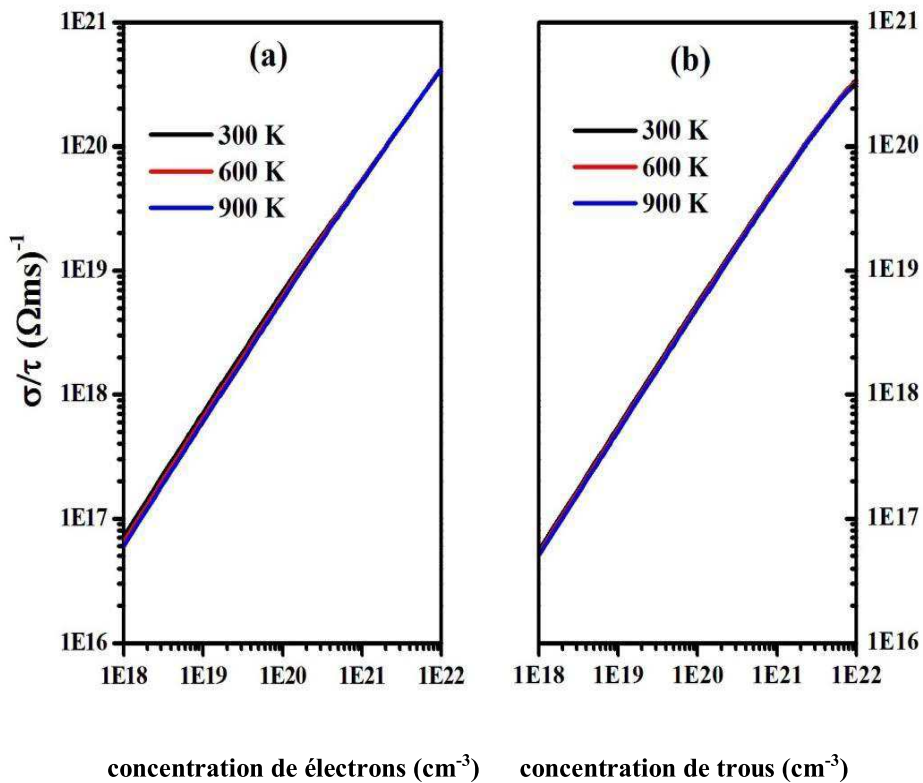 1E21
1E20
1E19
1E18
1E17
1E16
σ/τ (Ωms)⁻¹
(a)
300 K
600 K
900 K
1E18 1E19 1E20 1E21 1E22
concentration de électrons (cm⁻³)
(b)
300 K
600 K
900 K
1E21
1E20
1E19
1E18
1E17
1E16
1E18 1E19 1E20 1E21 1E22
concentration de trous (cm⁻³)